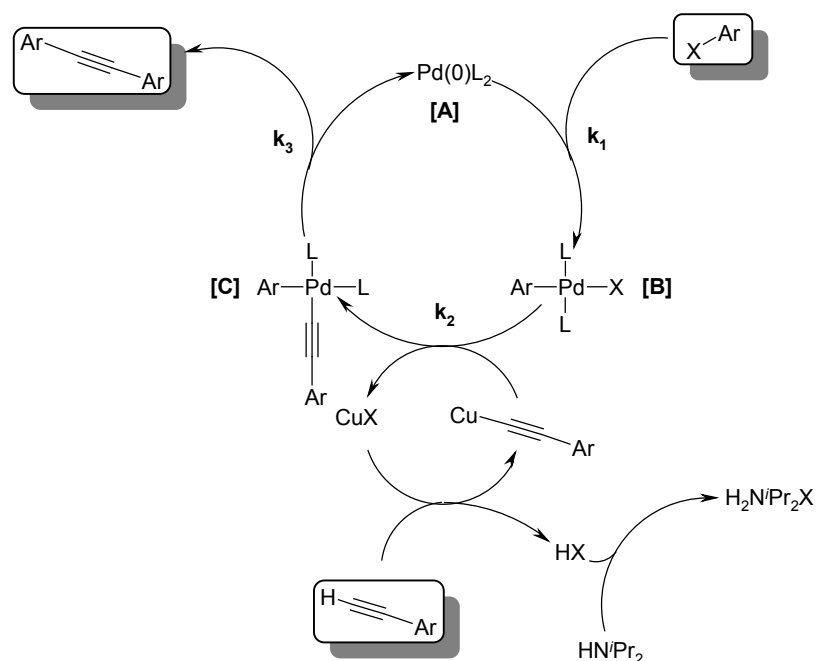 Ar
Ar
Pd(0)L₂
[A]
Ar
X
k₃
k₁
L
[C] Ar Pd L
Ar
L
Ar Pd X [B]
L
k₂
CuX
Cu
Ar
H₂NⁱPr₂X
HX
H
Ar
HNⁱPr₂